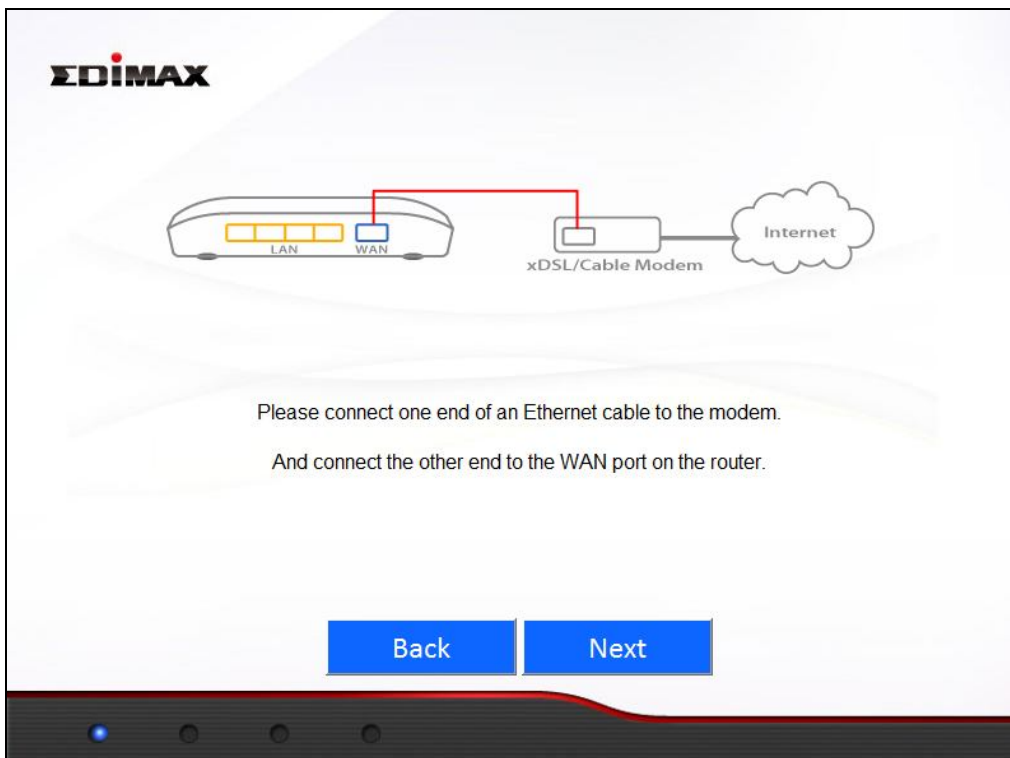 EDIMAX
LAN
WAN
xDSL/Cable Modem
Internet
Please connect one end of an Ethernet cable to the modem.
And connect the other end to the WAN port on the router.
Back
Next